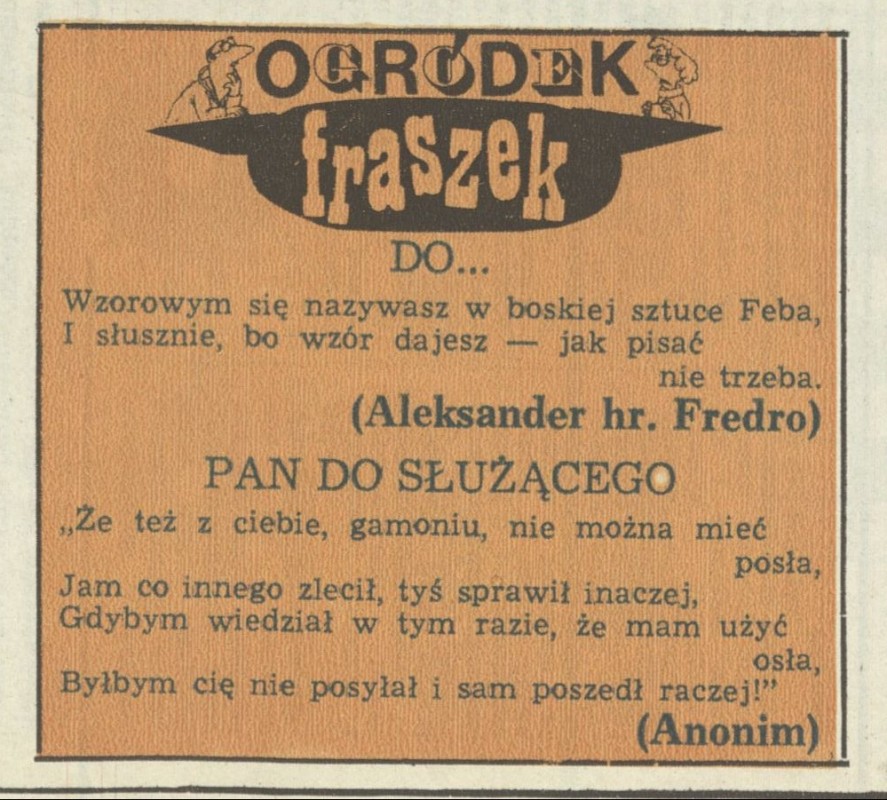 OGRÓDEK
fraszek
DO...
Wzorowym się nazywasz w boskiej sztuce Feba,
I słusznie, bo wzór dajesz — jak pisać
nie trzeba.
(Aleksander hr. Fredro)
PAN DO SŁUŻĄCEGO
„Że też z ciebie, gamoniu, nie można mieć
posła,
Jam co innego zlecił, tyś sprawił inaczej,
Gdybym wiedział w tym razie, że mam użyć
osła,
Byłbym cię nie posyłał i sam poszedł raczej!”
(Anonim)